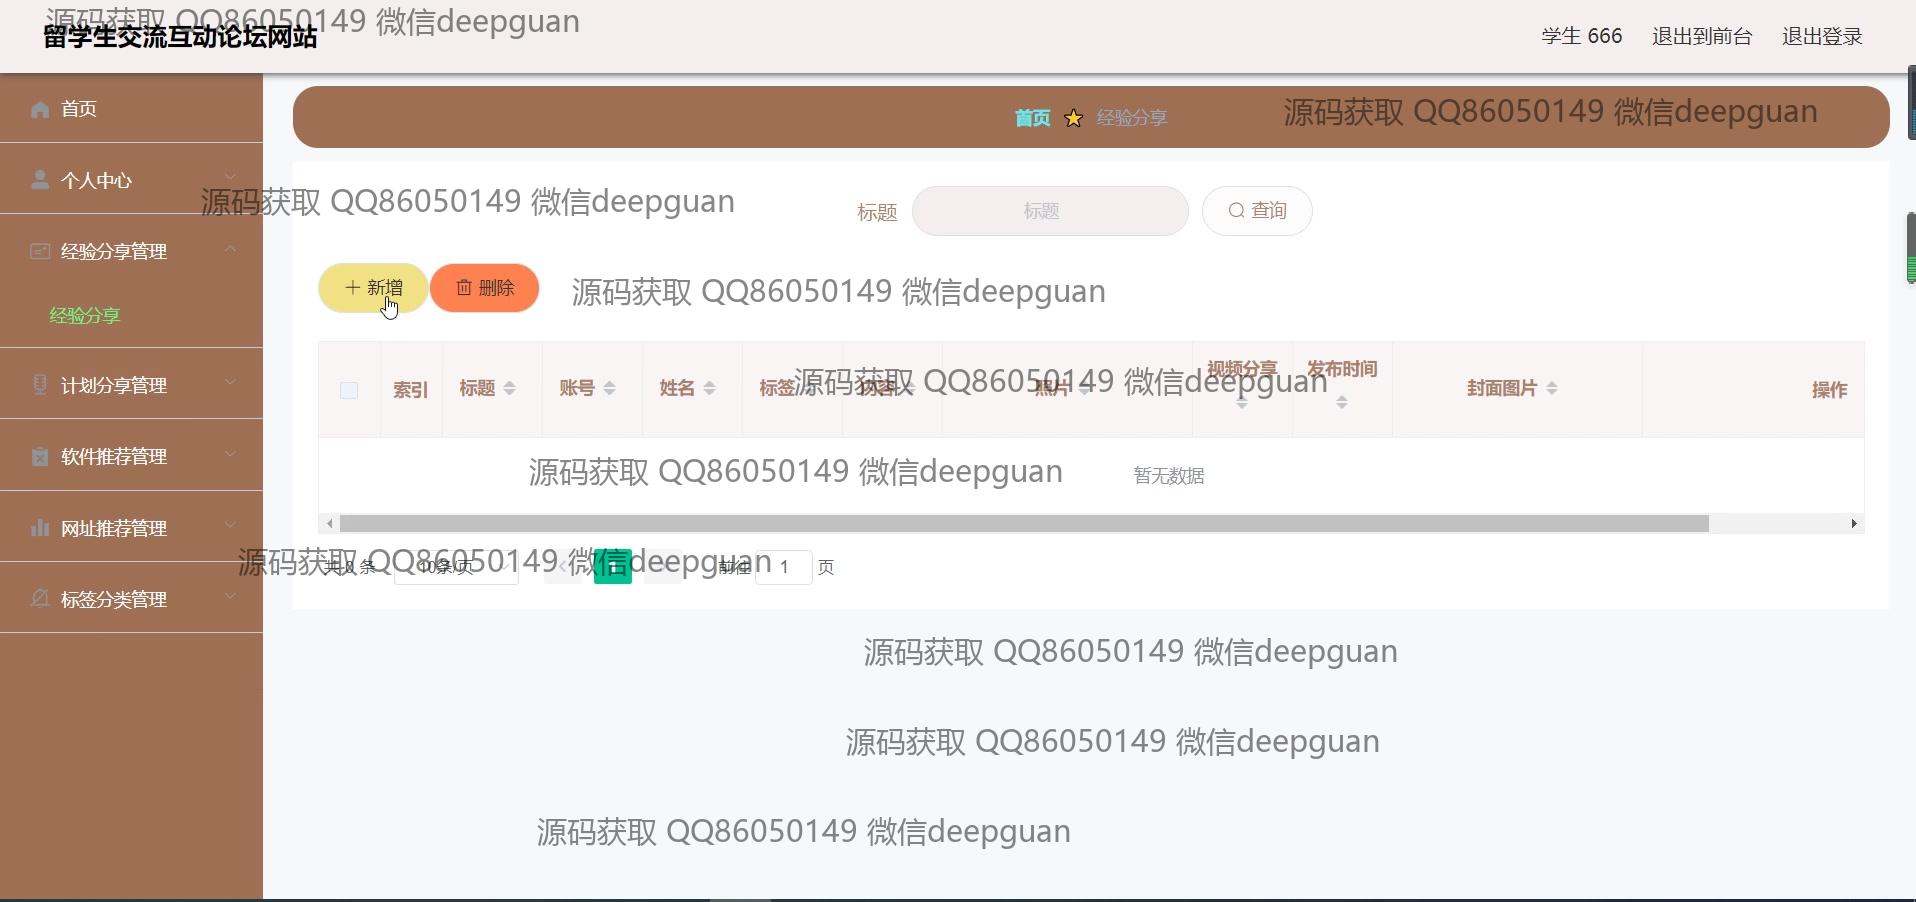 源码获取 QQ86050149 微信deepguan
留学生交流互动论坛网站
学生 666 退出到前台 退出登录
首页
个人中心
经验分享管理
经验分享
计划分享管理
软件推荐管理
网址推荐管理
标签分类管理
首页 经验分享
源码获取 QQ86050149 微信deepguan
源码获取 QQ86050149 微信deepguan
标题 标题 查询
新增 删除
源码获取 QQ86050149 微信deepguan
索引 标题 账号 姓名 标签 内容 照片 视频分享 发布时间 封面图片 操作
源码获取 QQ86050149 微信deepguan
源码获取 QQ86050149 微信deepguan
暂无数据
共 0 条 10条/页 1 前往 1 页
源码获取 QQ86050149 微信deepguan
源码获取 QQ86050149 微信deepguan
源码获取 QQ86050149 微信deepguan
源码获取 QQ86050149 微信deepguan